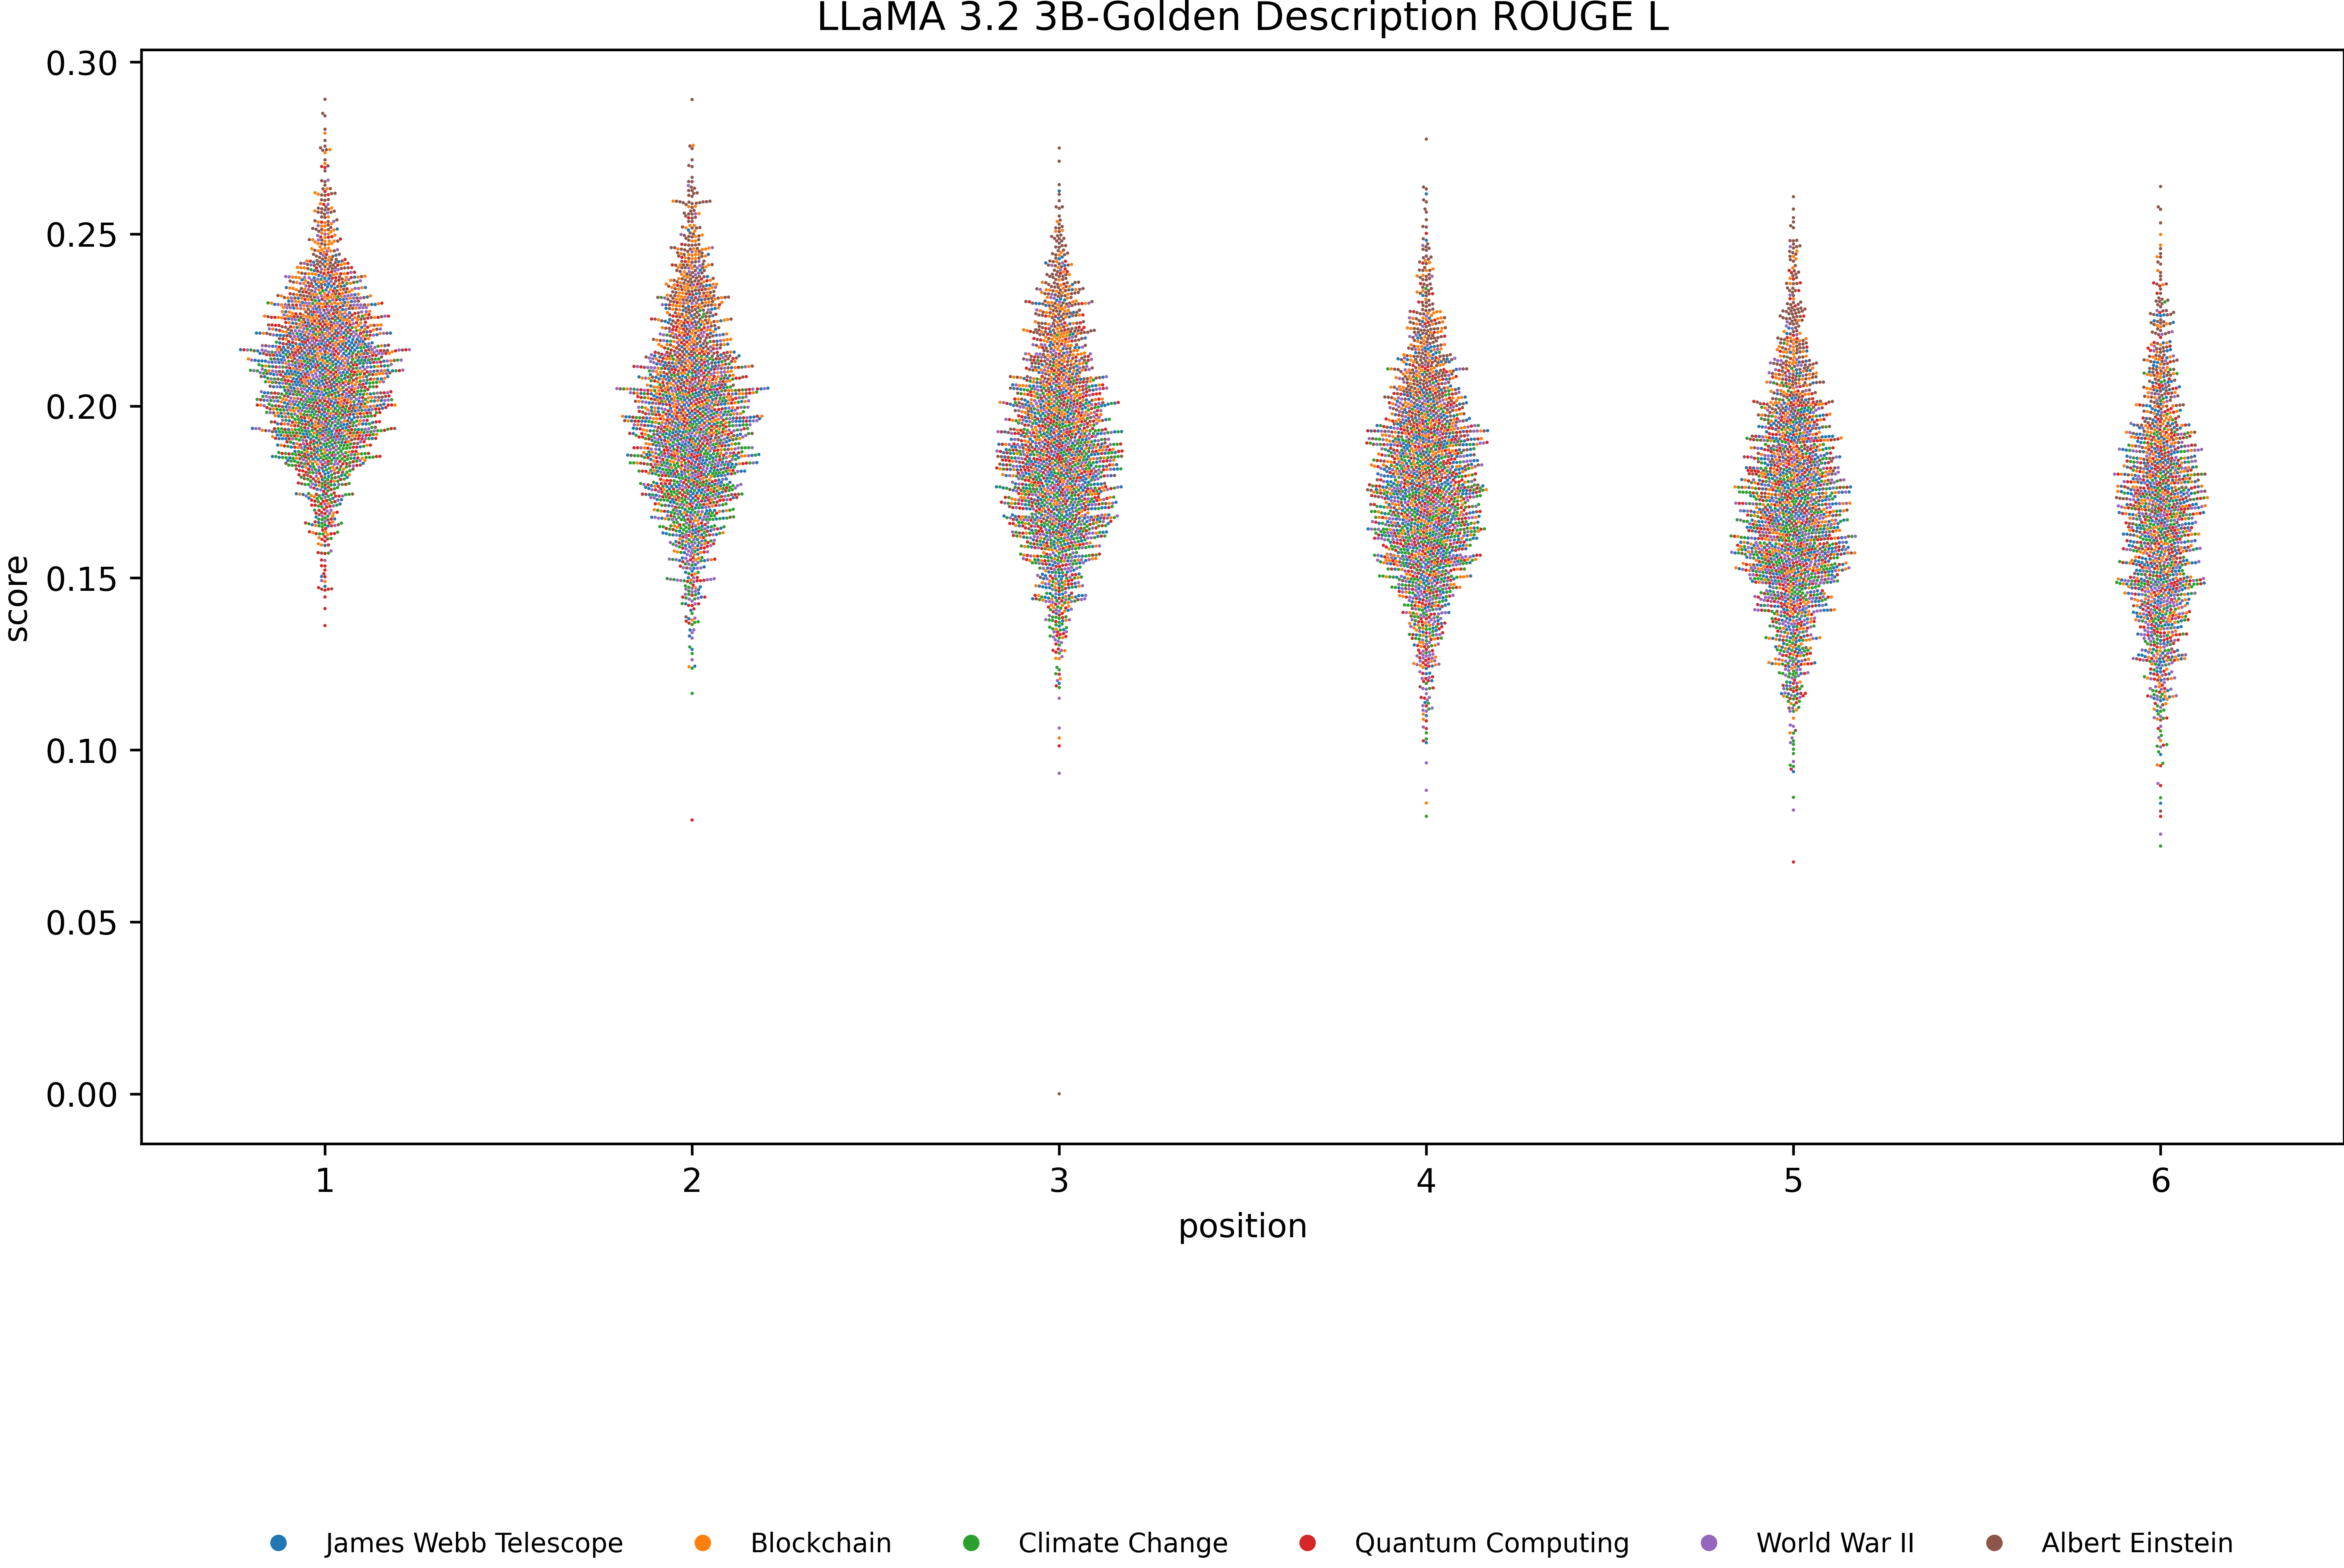 LLaMA 3.2 3B-Golden Description ROUGE L
0.30
0.25
0.20
0.15
0.10
0.05
0.00
score
1 2 3 4 5 6
position
James Webb Telescope Blockchain Climate Change Quantum Computing World War II Albert Einstein